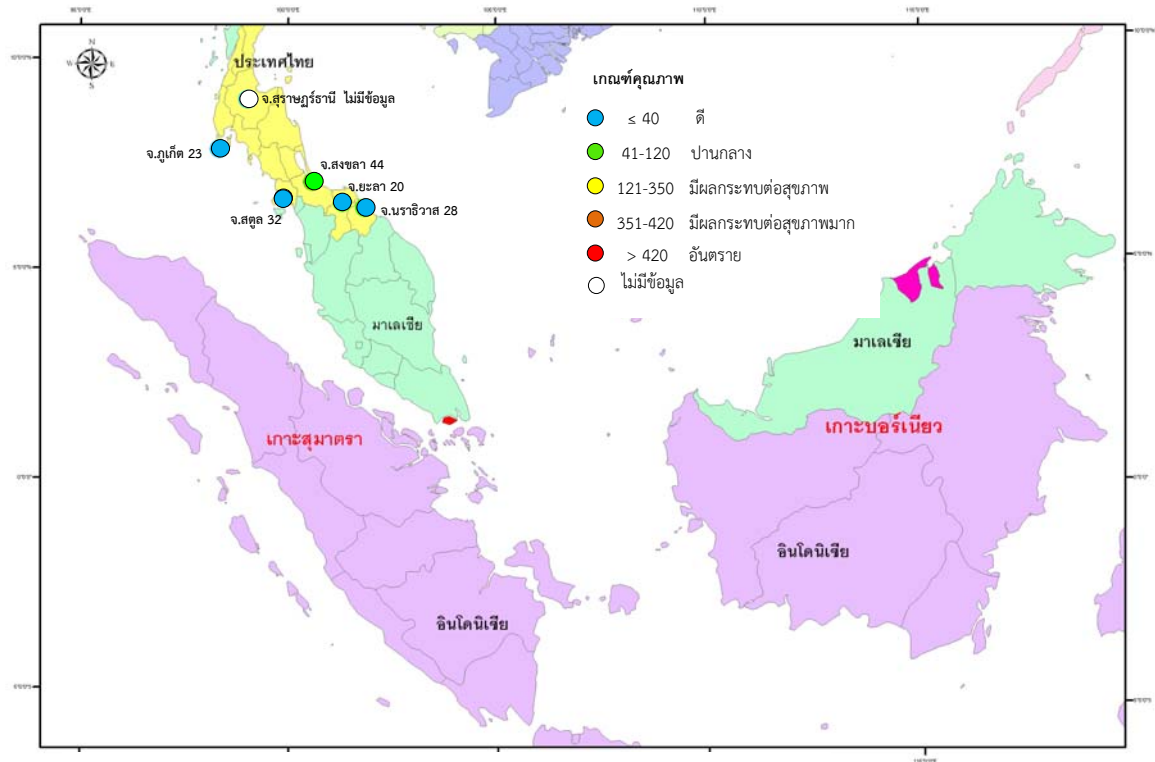 N
W E
S
ประเทศไทย
จ.สุราษฎร์ธานี ไม่มีข้อมูล
จ.ภูเก็ต 23
จ.สงขลา 44
จ.ยะลา 20
จ.นราธิวาส 28
จ.สตูล 32
เกณฑ์คุณภาพ
≤ 40 ดี
41-120 ปานกลาง
121-350 มีผลกระทบต่อสุขภาพ
351-420 มีผลกระทบต่อสุขภาพมาก
> 420 อันตราย
ไม่มีข้อมูล
มาเลเซีย
มาเลเซีย
เกาะสุมาตรา
เกาะบอร์เนียว
อินโดนิเซีย
อินโดนิเซีย